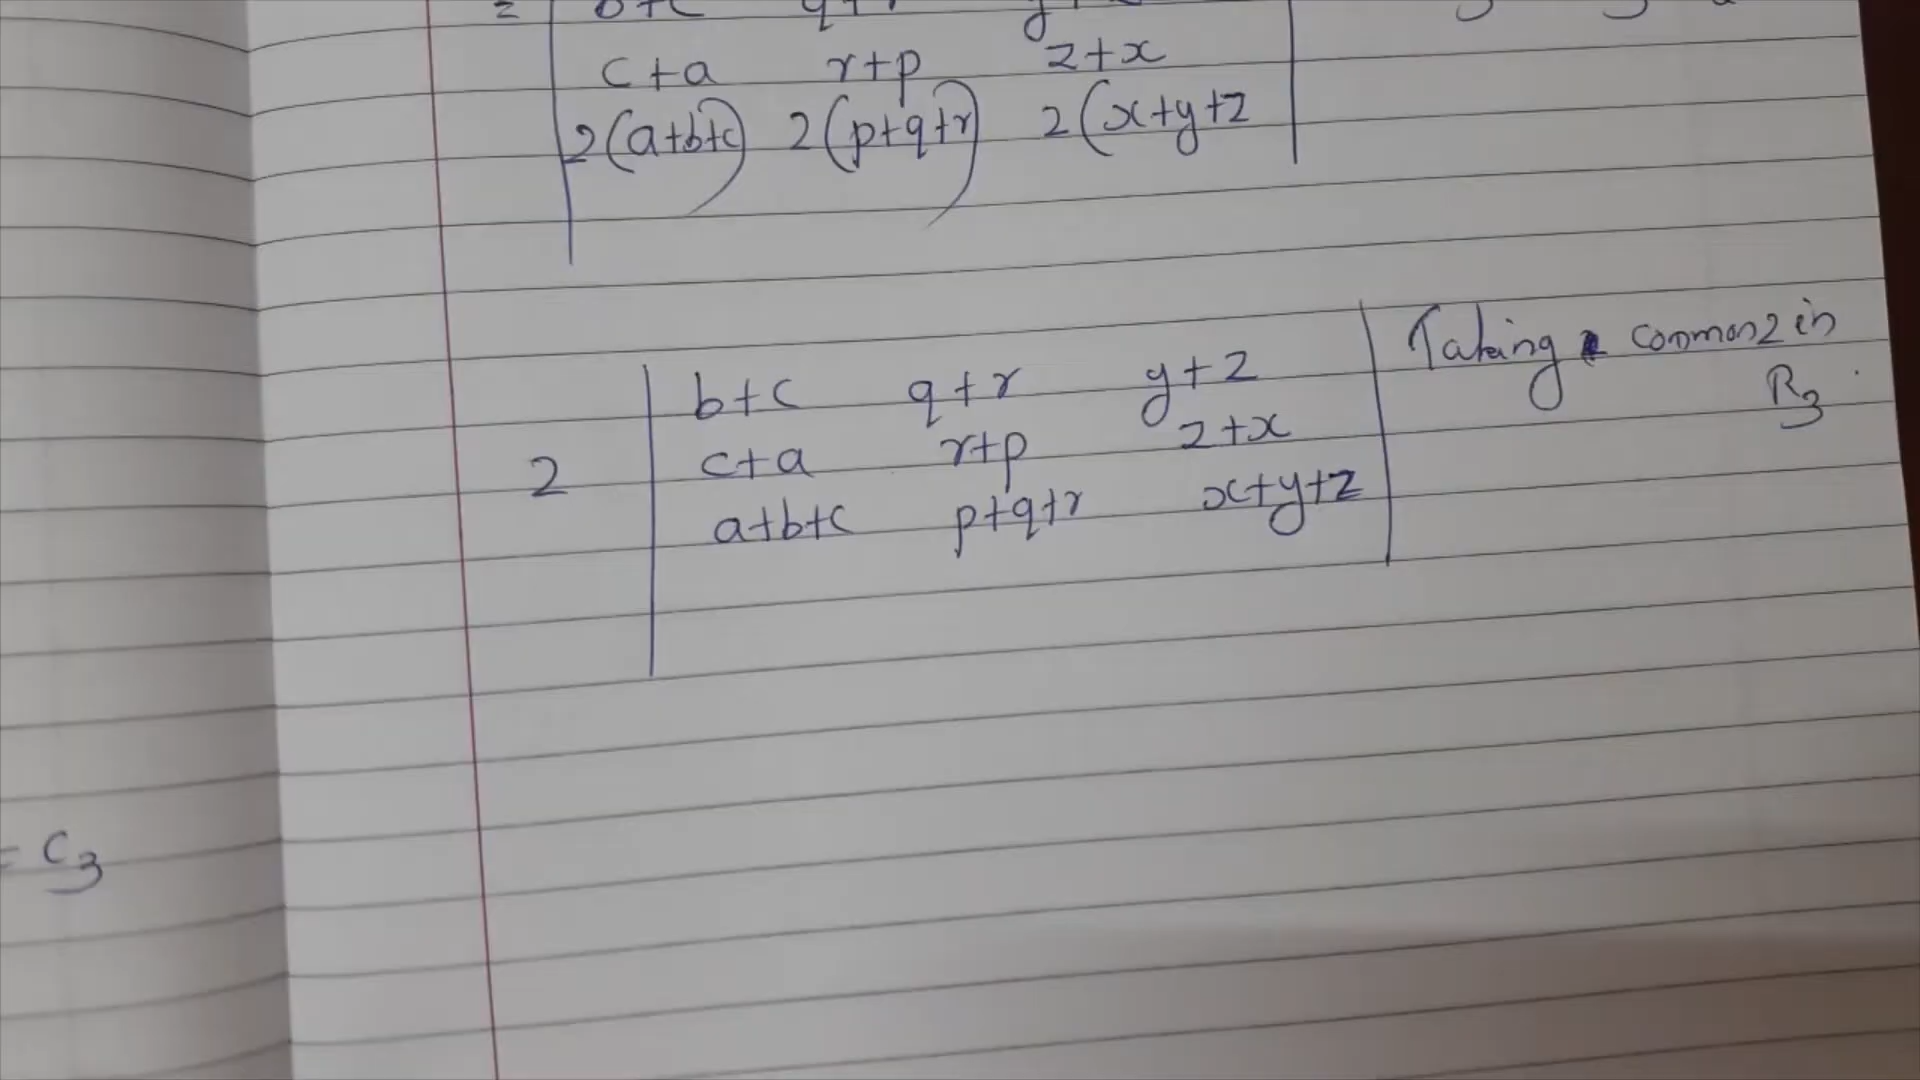 = b+c q+r y+z
c+a r+p z+x
2(a+b+c) 2(p+q+r) 2(x+y+z
b+c q+r y+z Taking common 2 in
R3
c+a r+p z+x
2
a+b+c p+q+r x+y+z
= C3